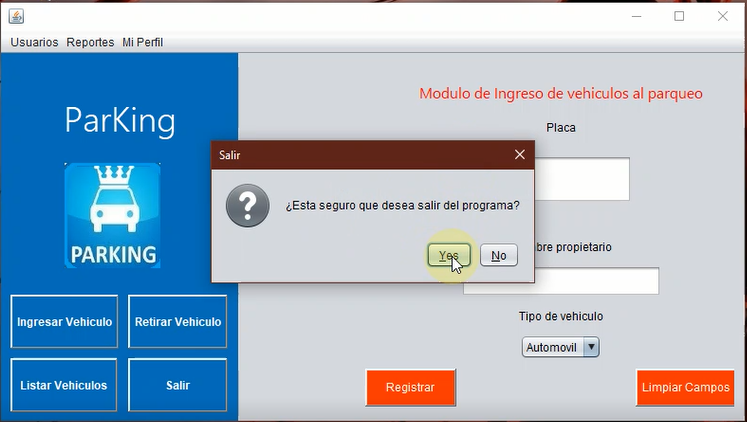 Usuarios Reportes Mi Perfil
ParKing
PARKING
Ingresar Vehiculo
Retirar Vehiculo
Listar Vehiculos
Salir
Modulo de Ingreso de vehiculos al parqueo
Placa
Salir
¿Esta seguro que desea salir del programa?
Yes
No
propietario
Tipo de vehiculo
Automovil
Registrar
Limpiar Campos